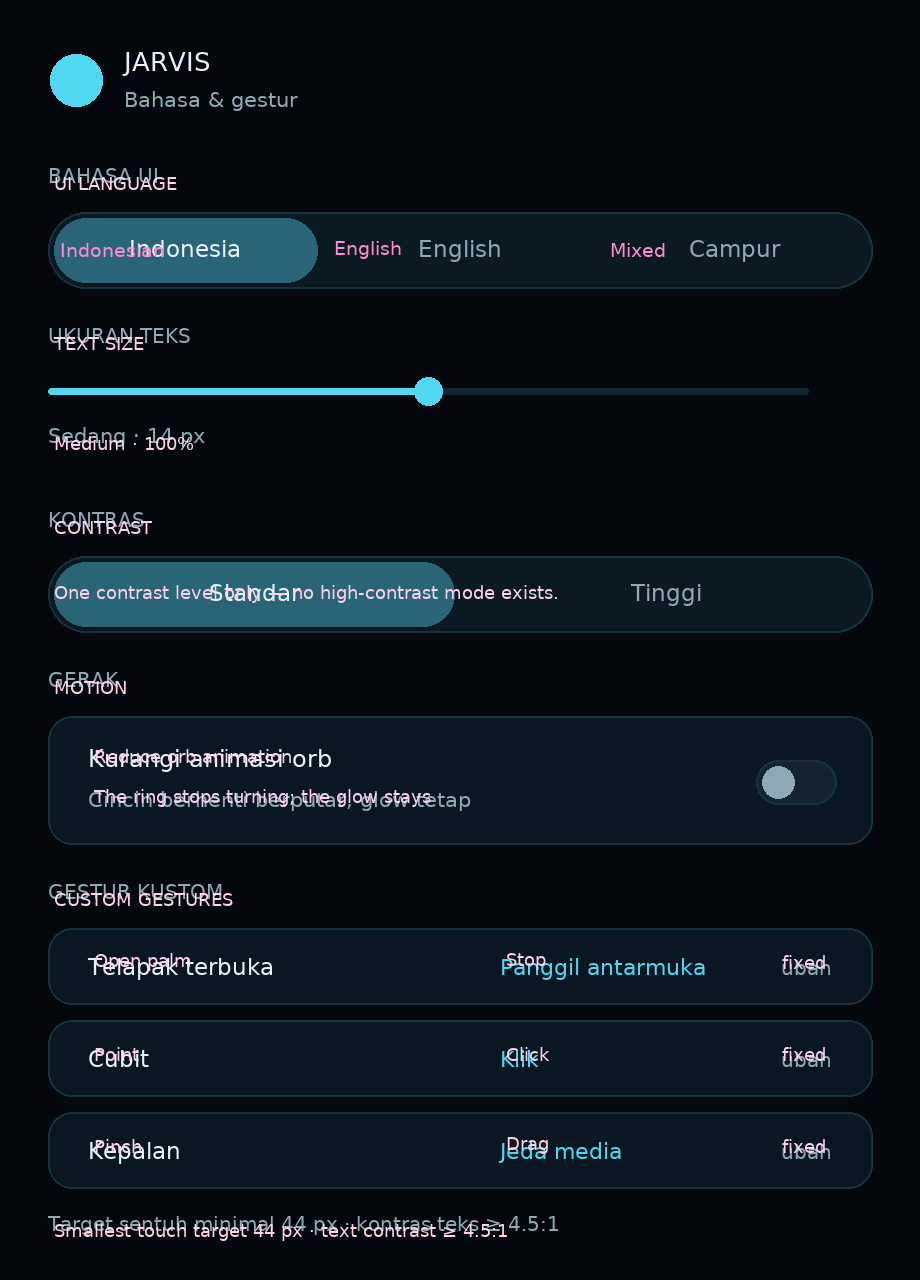 JARVIS
Bahasa & gestur
BAHASA UI
UI LANGUAGE
Indonesian Indonesia English English Mixed Campur
UKURAN TEKS
TEXT SIZE
Sedang · 14 px
Medium · 100%
KONTRAS
CONTRAST
Standar Tinggi
One contrast level only — no high-contrast mode exists.
GERAK
MOTION
Reduce orb animation
Kurangi animasi orb
The ring stops turning; the glow stays
Cincin berhenti berputar, glow tetap
GESTUR KUSTOM
CUSTOM GESTURES
Open palm Stop fixed
Telapak terbuka Panggil antarmuka ubah
Point Click fixed
Cubit Klik ubah
Pinch Drag fixed
Kepalan Jeda media ubah
Target sentuh minimal 44 px · kontras teks ≥ 4.5:1
Smallest touch target 44 px · text contrast ≥ 4.5:1